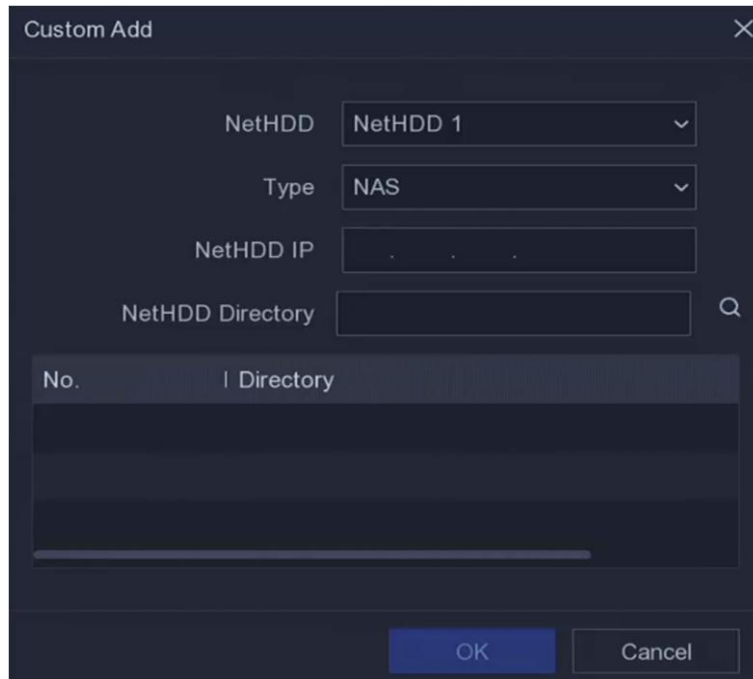 Custom Add
NetHDD NetHDD 1
Type NAS
NetHDD IP . . .
NetHDD Directory
No. Directory
OK Cancel